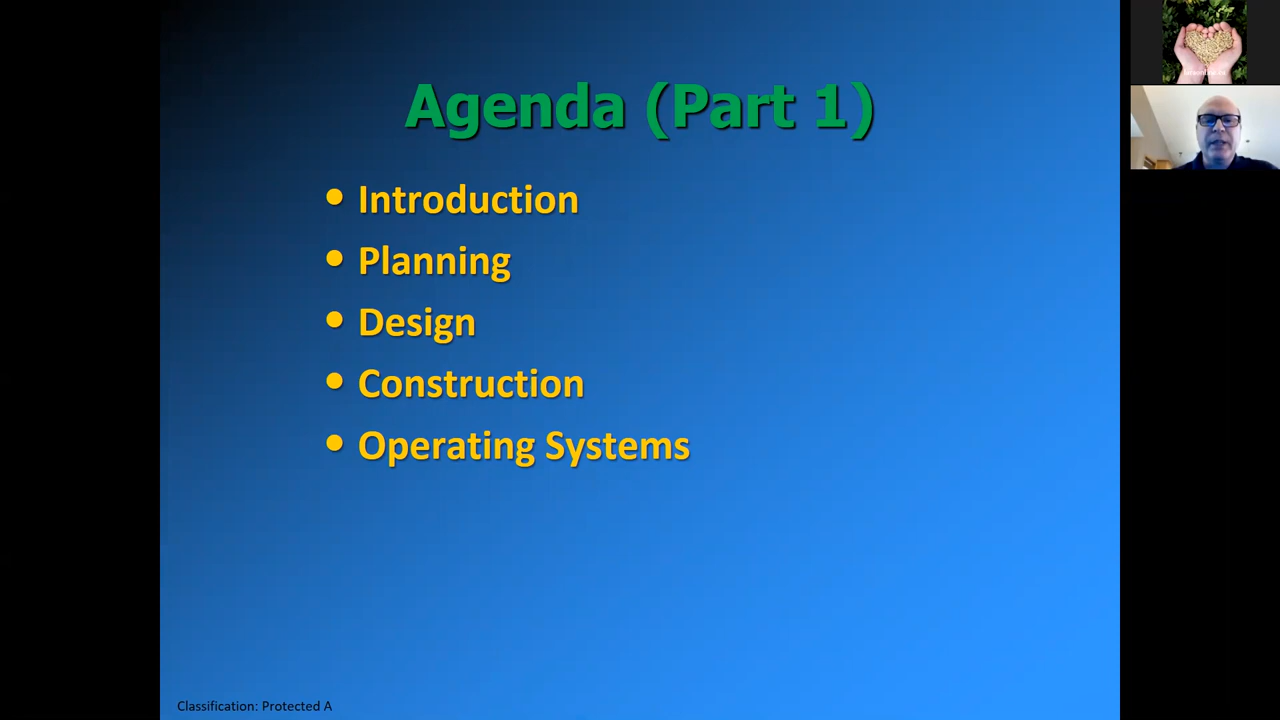 Agenda (Part 1)
• Introduction
• Planning
• Design
• Construction
• Operating Systems
Classification: Protected A